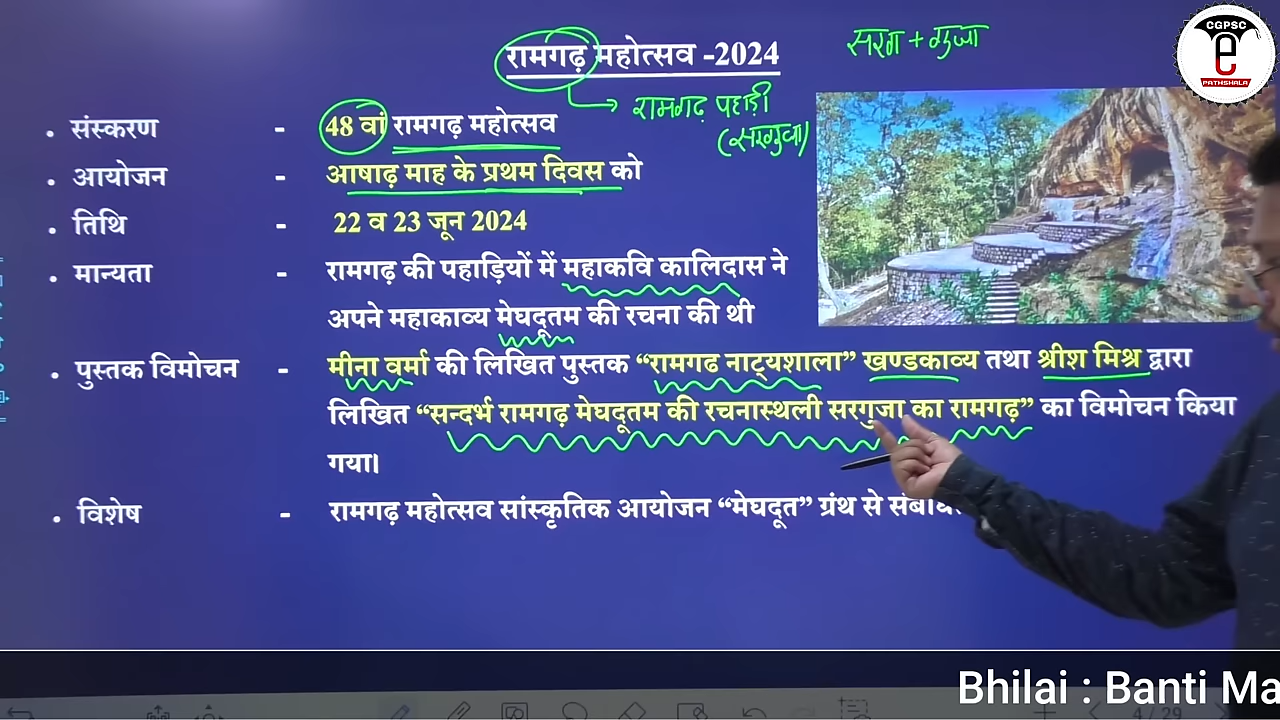 CGPSC
e
PATHSHALA
रामगढ़ महोत्सव -2024
सरग + गुजा
रामगढ़ पहाड़ी
(सरगुजा)
• संस्करण - 48 वां रामगढ़ महोत्सव
• आयोजन - आषाढ़ माह के प्रथम दिवस को
• तिथि - 22 व 23 जून 2024
• मान्यता - रामगढ़ की पहाड़ियों में महाकवि कालिदास ने
अपने महाकाव्य मेघदूतम की रचना की थी
• पुस्तक विमोचन - मीना वर्मा की लिखित पुस्तक “रामगढ नाट्यशाला” खण्डकाव्य तथा श्रीश मिश्र द्वारा
लिखित “सन्दर्भ रामगढ़ मेघदूतम की रचनास्थली सरगुजा का रामगढ़” का विमोचन किया
गया।
• विशेष - रामगढ़ महोत्सव सांस्कृतिक आयोजन “मेघदूत” ग्रंथ से
Bhilai : Banti Ma
4 / 29